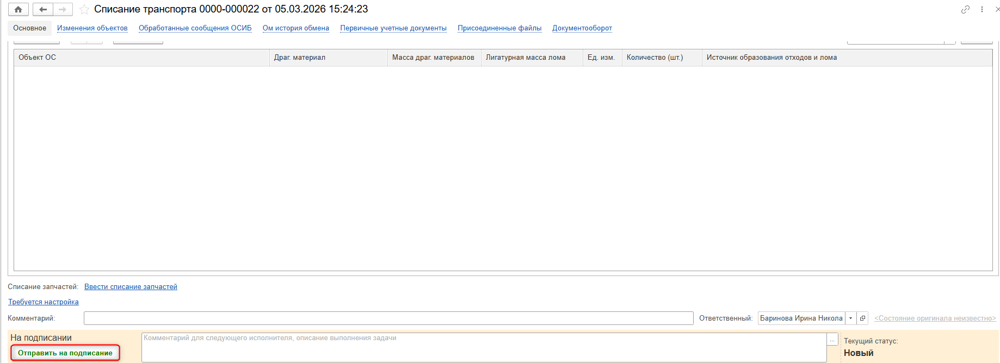 Списание транспорта 0000-000022 от 05.03.2026 15:24:23
Основное Изменения объектов Обработанные сообщения ОСИБ Ом история обмена Первичные учетные документы Присоединенные файлы Документооборот
Объект ОС Драг. материал Масса драг. материалов Лигатурная масса лома Ед. изм. Количество (шт.) Источник образования отходов и лома
Списание запчастей: Ввести списание запчастей
Требуется настройка
Комментарий: Ответственный: Баринова Ирина Никола <Состояние оригинала неизвестно>
На подписании Комментарий для следующего исполнителя, описание выполнения задачи ... Текущий статус:
Отправить на подписание Новый